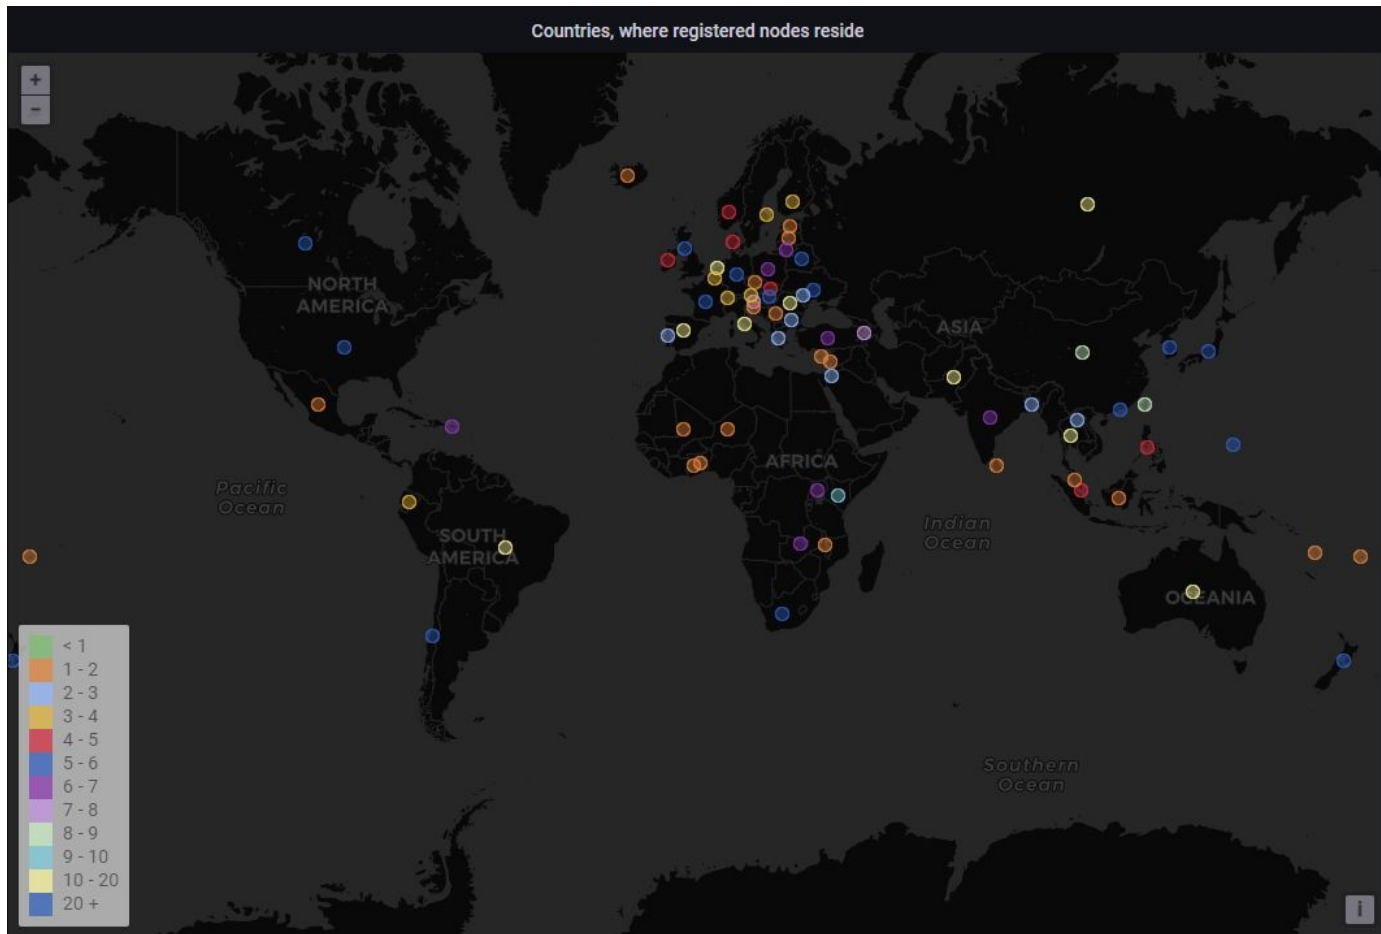 Countries, where registered nodes reside
+
-
NORTH
AMERICA
ASIA
AFRICA
Pacific
Ocean
SOUTH
AMERICA
Indian
Ocean
OCEANIA
Southern
Ocean
< 1
1 - 2
2 - 3
3 - 4
4 - 5
5 - 6
6 - 7
7 - 8
8 - 9
9 - 10
10 - 20
20 +
i